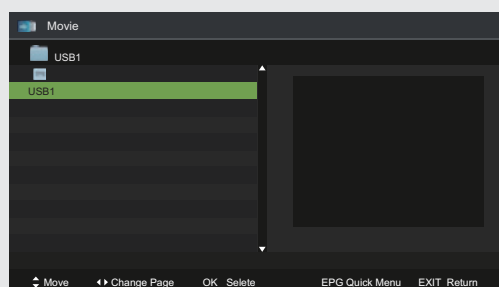 Movie
USB1
USB1
Move Change Page OK Selete EPG Quick Menu EXIT Return